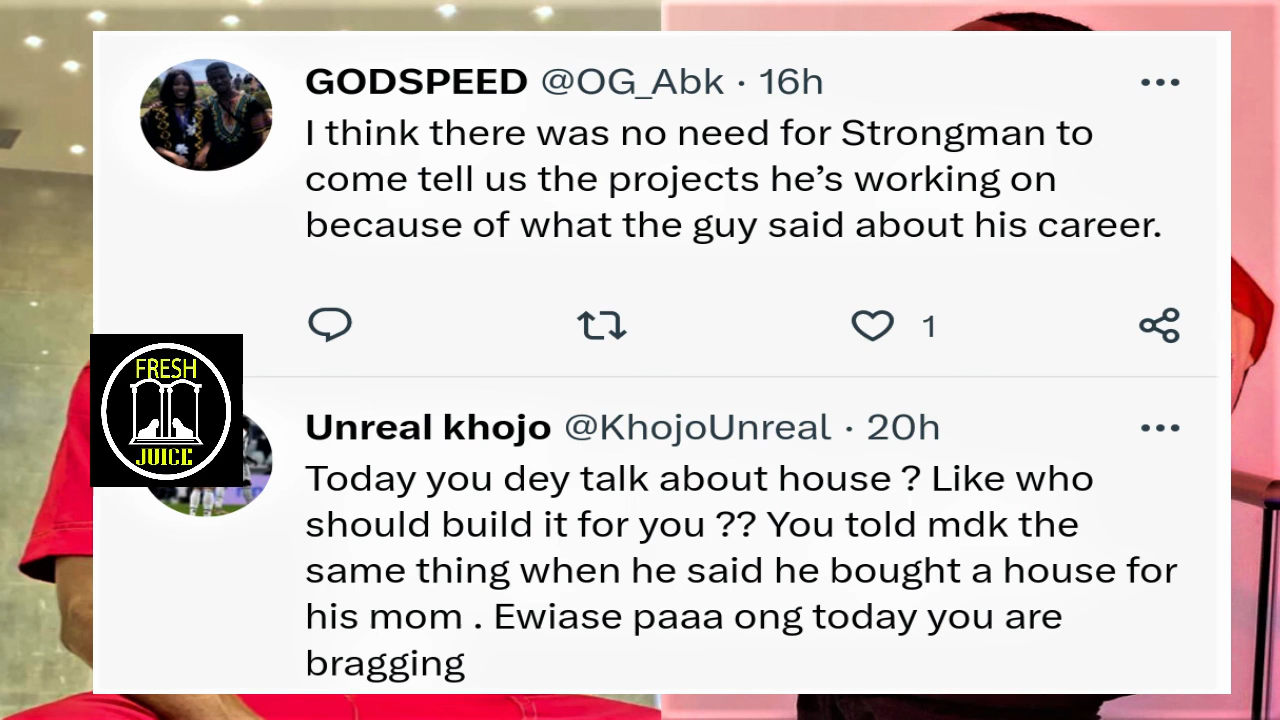 GODSPEED @OG_Abk · 16h
I think there was no need for Strongman to
come tell us the projects he’s working on
because of what the guy said about his career.
1
FRESH
JUICE
Unreal khojo @KhojoUnreal · 20h
Today you dey talk about house ? Like who
should build it for you ?? You told mdk the
same thing when he said he bought a house for
his mom . Ewiase paaa ong today you are
bragging